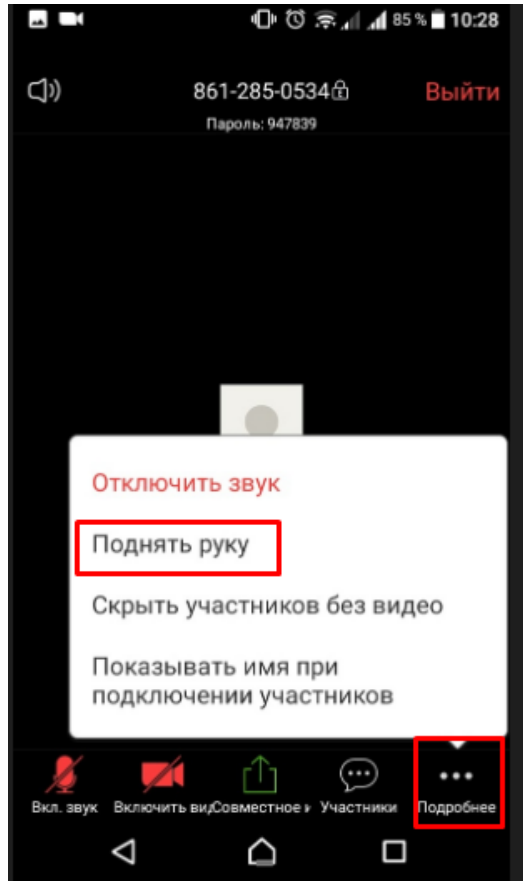 85 % 10:28
861-285-0534 Выйти
Пароль: 947839
Отключить звук
Поднять руку
Скрыть участников без видео
Показывать имя при
подключении участников
Вкл. звук Включить вид Совместное и Участники Подробнее